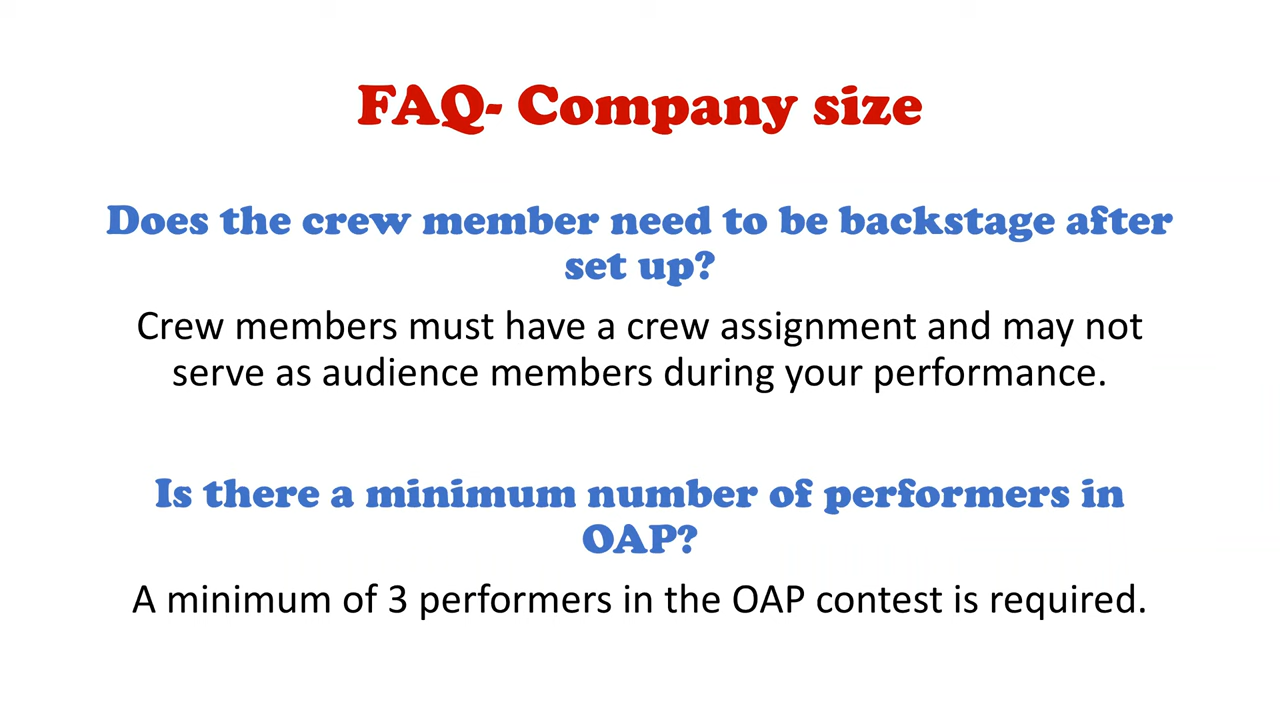 FAQ- Company size
Does the crew member need to be backstage after
set up?
Crew members must have a crew assignment and may not
serve as audience members during your performance.
Is there a minimum number of performers in
OAP?
A minimum of 3 performers in the OAP contest is required.